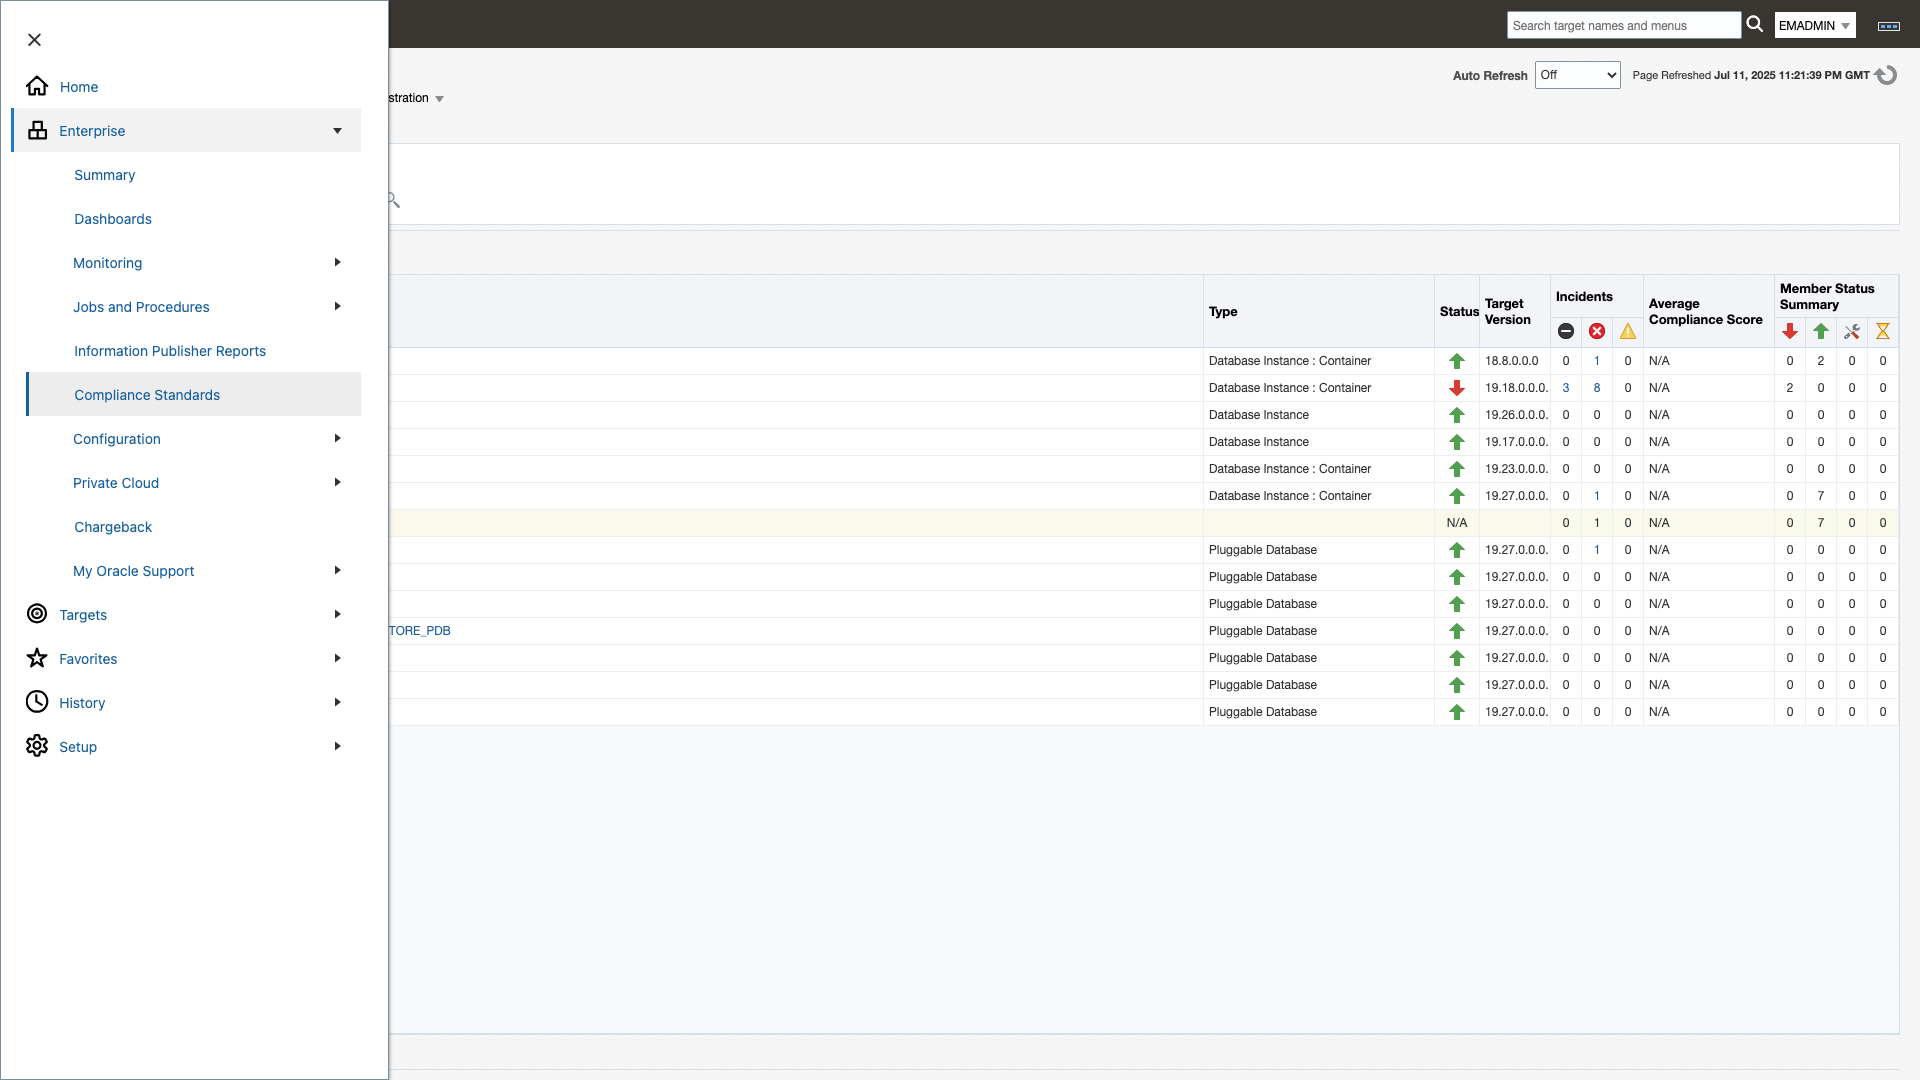 Search target names and menus
EMADMIN
Home
Enterprise
Summary
Dashboards
Monitoring
Jobs and Procedures
Information Publisher Reports
Compliance Standards
Configuration
Private Cloud
Chargeback
My Oracle Support
Targets
Favorites
History
Setup
Auto Refresh Off Page Refreshed Jul 11, 2025 11:21:39 PM GMT
stration
Type Status Target Version Incidents Average Compliance Score Member Status Summary
Database Instance : Container 18.8.0.0.0 0 1 0 N/A 0 2 0 0
Database Instance : Container 19.18.0.0.0. 3 8 0 N/A 2 0 0 0
Database Instance 19.26.0.0.0. 0 0 0 N/A 0 0 0 0
Database Instance 19.17.0.0.0. 0 0 0 N/A 0 0 0 0
Database Instance : Container 19.23.0.0.0. 0 0 0 N/A 0 0 0 0
Database Instance : Container 19.27.0.0.0. 0 1 0 N/A 0 7 0 0
N/A 0 1 0 N/A 0 7 0 0
Pluggable Database 19.27.0.0.0. 0 1 0 N/A 0 0 0 0
Pluggable Database 19.27.0.0.0. 0 0 0 N/A 0 0 0 0
Pluggable Database 19.27.0.0.0. 0 0 0 N/A 0 0 0 0
TORE_PDB Pluggable Database 19.27.0.0.0. 0 0 0 N/A 0 0 0 0
Pluggable Database 19.27.0.0.0. 0 0 0 N/A 0 0 0 0
Pluggable Database 19.27.0.0.0. 0 0 0 N/A 0 0 0 0
Pluggable Database 19.27.0.0.0. 0 0 0 N/A 0 0 0 0